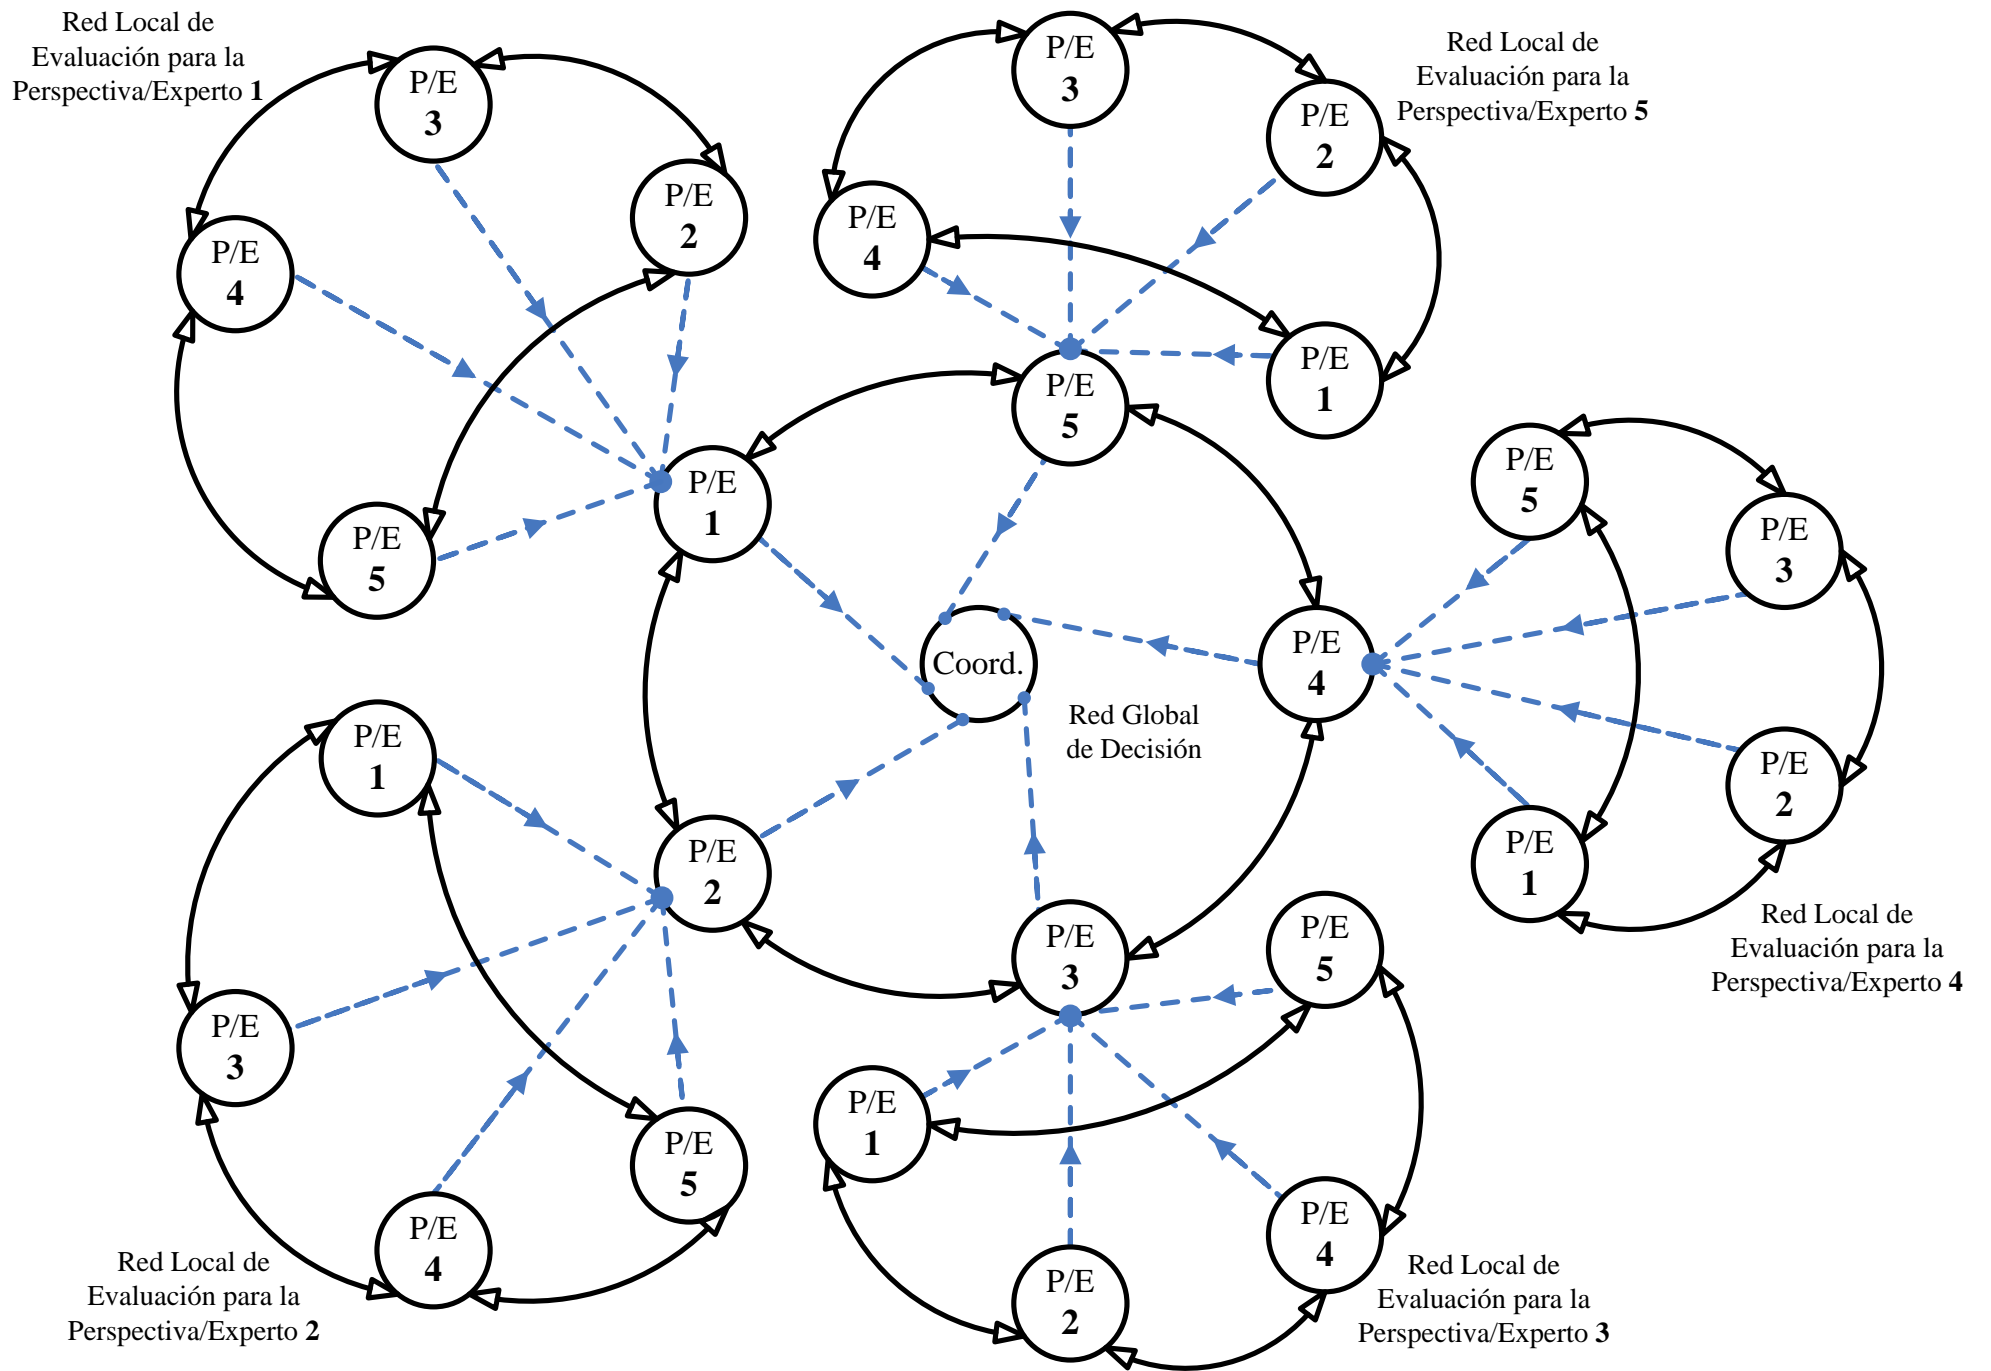 Red Local de
Evaluación para la
Perspectiva/Experto 1
P/E
3
P/E
2
P/E
4
P/E
5
Red Local de
Evaluación para la
Perspectiva/Experto 5
P/E
3
P/E
2
P/E
4
P/E
1
P/E
5
P/E
1
P/E
4
P/E
2
P/E
3
Coord.
Red Global
de Decisión
P/E
5
P/E
3
P/E
2
P/E
1
Red Local de
Evaluación para la
Perspectiva/Experto 4
P/E
1
P/E
3
P/E
4
P/E
5
Red Local de
Evaluación para la
Perspectiva/Experto 2
P/E
5
P/E
1
P/E
4
P/E
2
Red Local de
Evaluación para la
Perspectiva/Experto 3